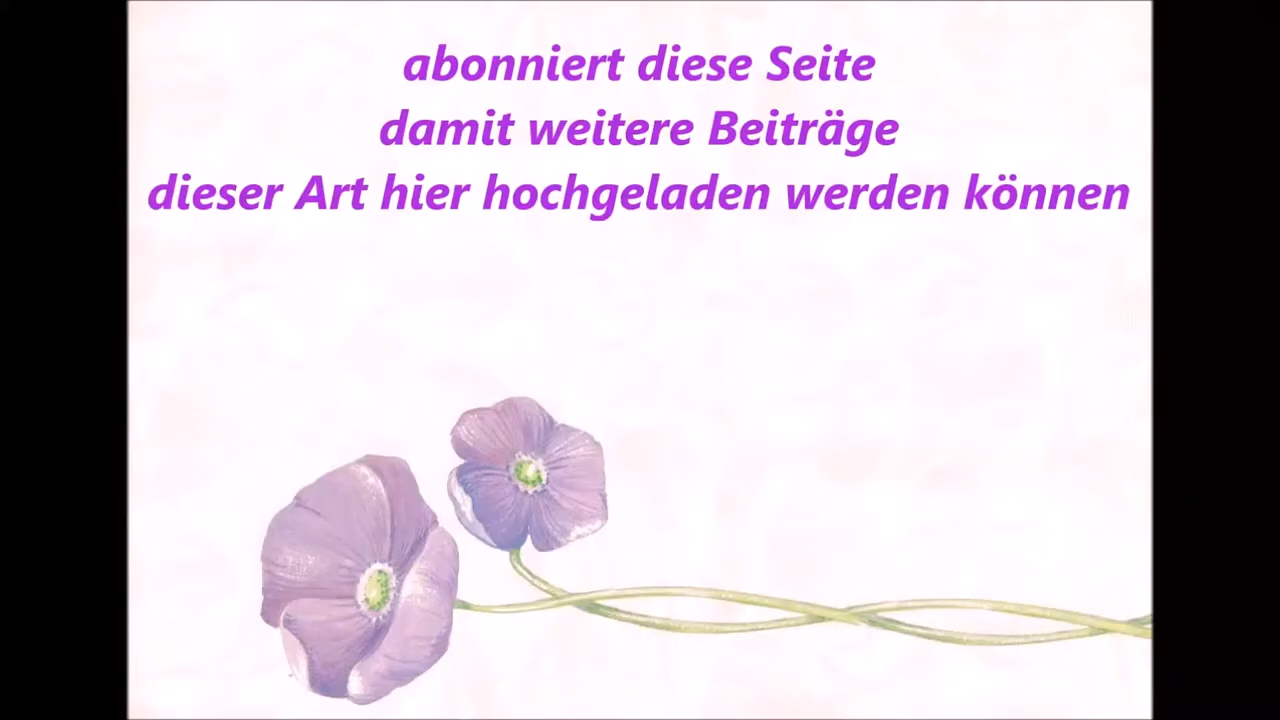 abonniert diese Seite
damit weitere Beiträge
dieser Art hier hochgeladen werden können